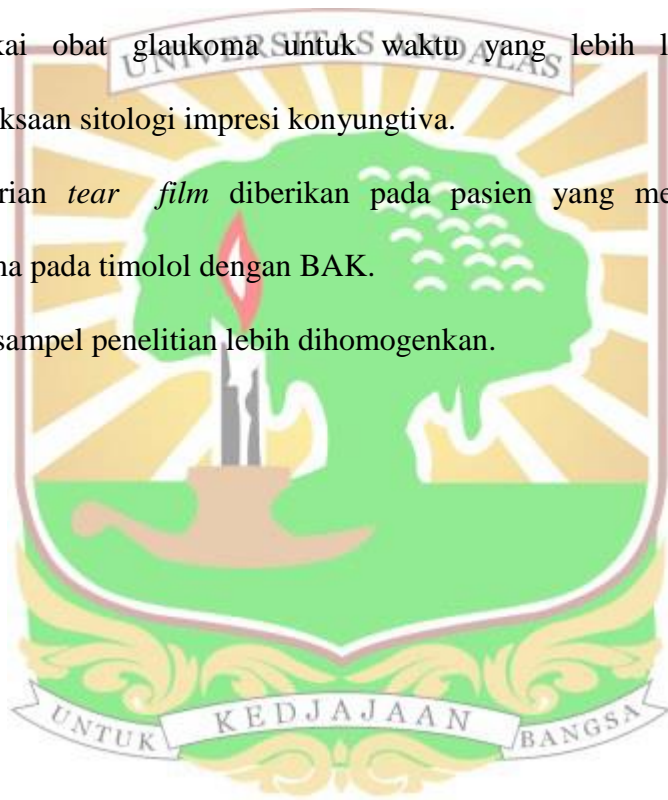 kai obat glaukoma untuk waktu yang lebih l
UNIVERSITAS ANDALAS
ksaan sitologi impresi konyungtiva.
rian tear film diberikan pada pasien yang me
na pada timolol dengan BAK.
sampel penelitian lebih dihomogenkan.
UNTUK KEDJAJAAN BANGSA